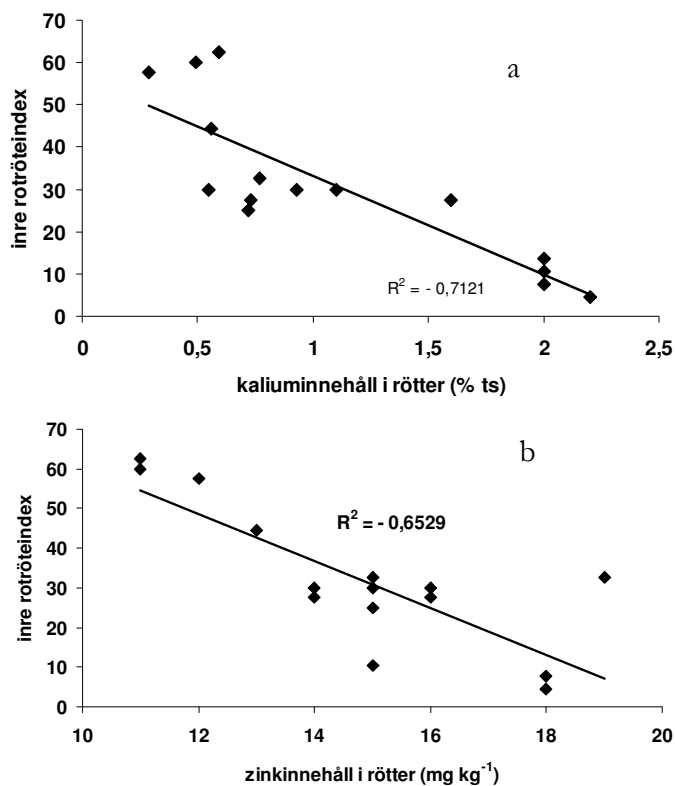 a
70
60
50
40
30
20
10
0
inre rotröteindex
R² = - 0,7121
0 0,5 1 1,5 2 2,5
kaliuminnehåll i rötter (% ts)
b
70
60
50
40
30
20
10
0
inre rotröteindex
R² = - 0,6529
10 12 14 16 18 20
zinkinnehåll i rötter (mg kg⁻¹)